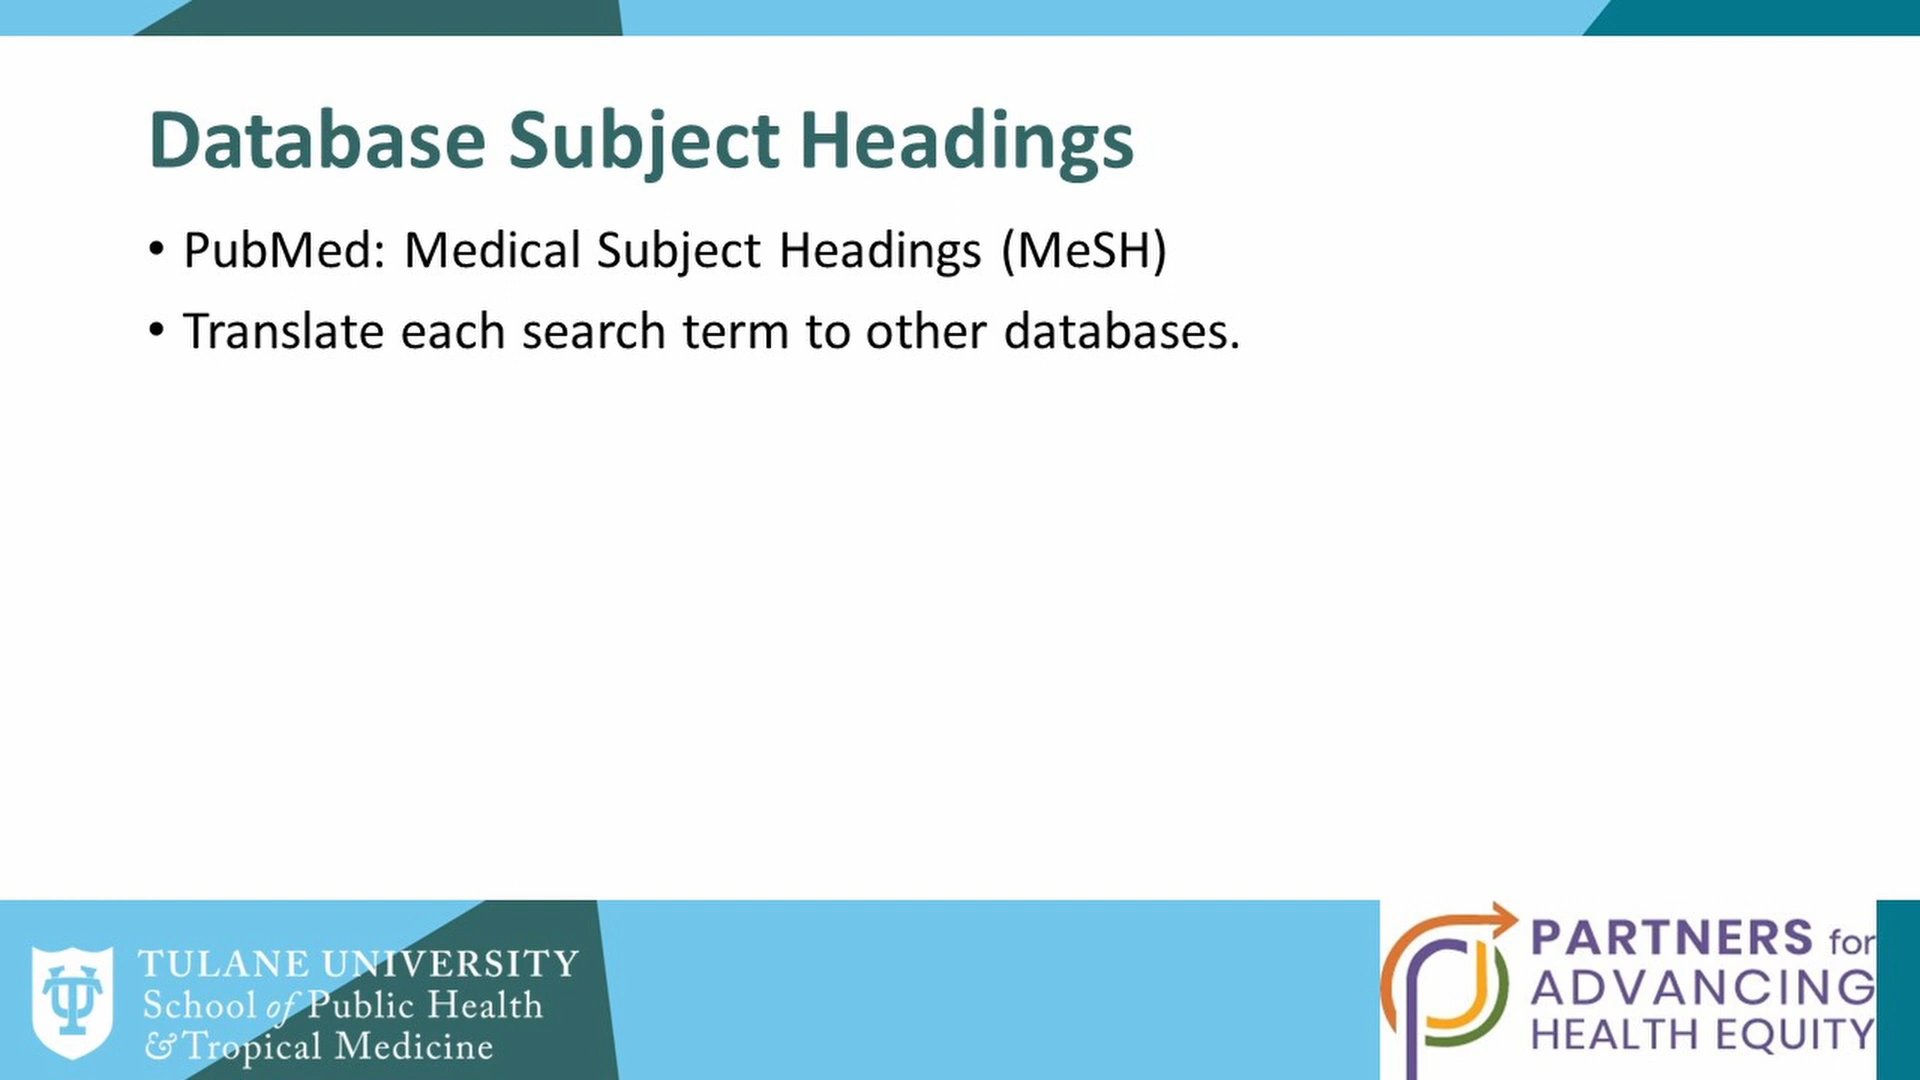 Database Subject Headings
• PubMed: Medical Subject Headings (MeSH)
• Translate each search term to other databases.
TULANE UNIVERSITY
School of Public Health
& Tropical Medicine
PARTNERS for
ADVANCING
HEALTH EQUITY